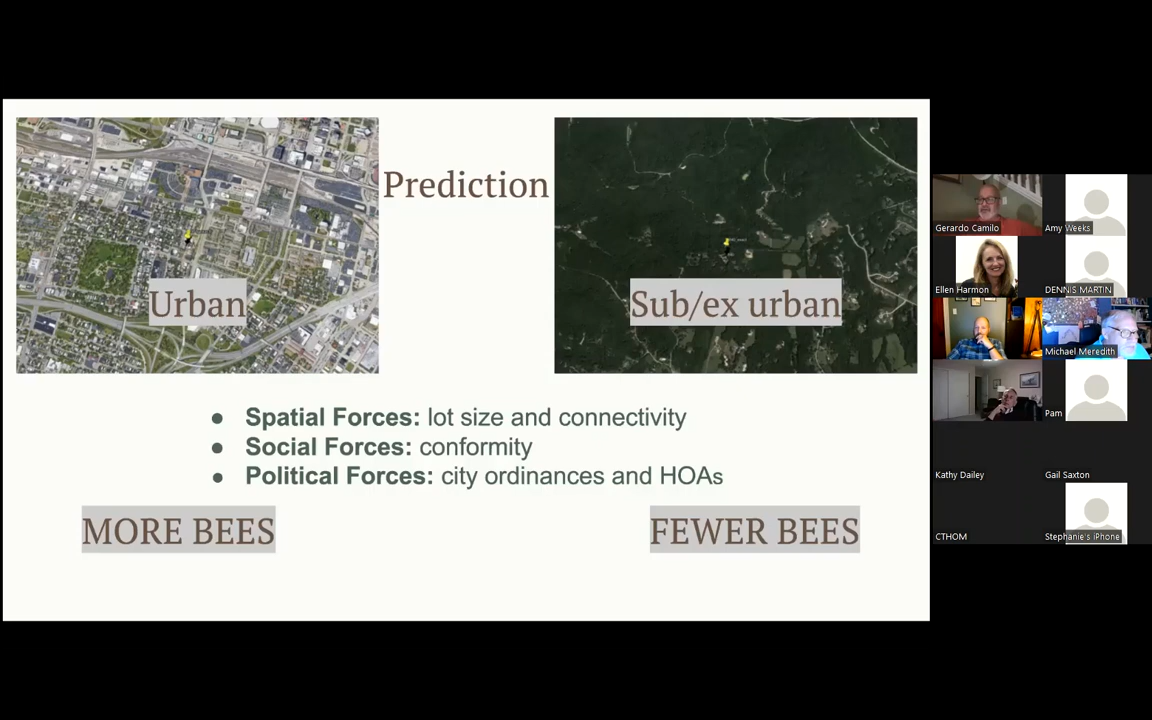 Prediction
Urban
Sub/ex urban
● Spatial Forces: lot size and connectivity
● Social Forces: conformity
● Political Forces: city ordinances and HOAs
MORE BEES
FEWER BEES
Gerardo Camilo
Amy Weeks
Ellen Harmon
DENNIS MARTIN
Michael Meredith
Pam
Kathy Dailey
Gail Saxton
CTHOM
Stephanie's iPhone